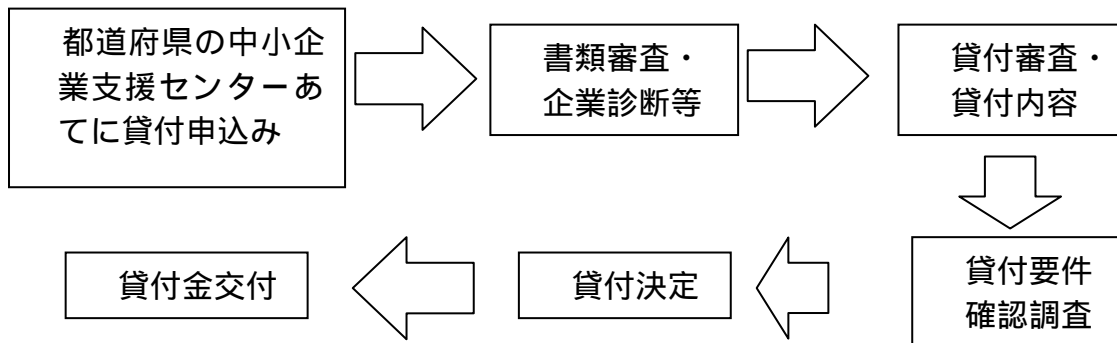 都道府県の中小企
業支援センターあ
てに貸付申込み
書類審査・
企業診断等
貸付審査・
貸付内容
貸付要件
確認調査
貸付決定
貸付金交付